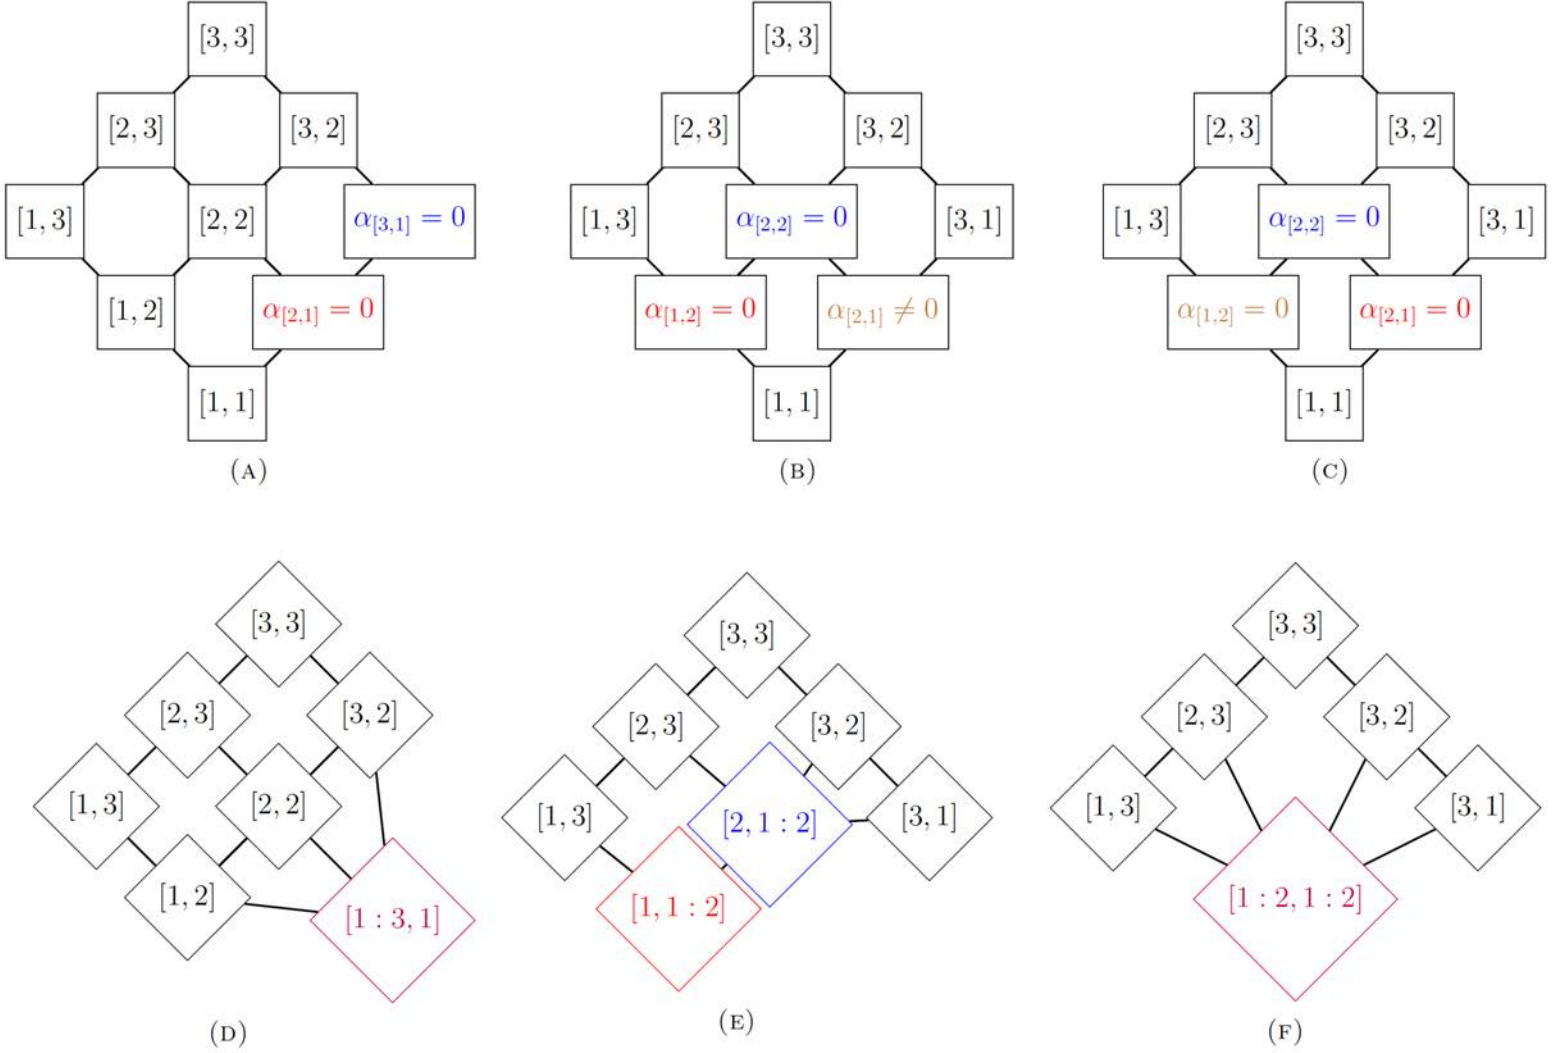 [3, 3] [3, 3] [3, 3]
[2, 3] [3, 2] [2, 3] [3, 2] [2, 3] [3, 2]
[1, 3] [2, 2] α[3,1] = 0 [1, 3] α[2,2] = 0 [3, 1] [1, 3] α[2,2] = 0 [3, 1]
[1, 2] α[2,1] = 0 α[1,2] = 0 α[2,1] ≠ 0 α[1,2] = 0 α[2,1] = 0
[1, 1] [1, 1] [1, 1]
(A) (B) (C)
[3, 3] [3, 3] [3, 3]
[2, 3] [3, 2] [2, 3] [3, 2] [2, 3] [3, 2]
[1, 3] [2, 2] [1, 3] [2, 1 : 2] [3, 1] [1, 3] [3, 1]
[1, 2] [1 : 3, 1] [1, 1 : 2] [1 : 2, 1 : 2]
(D) (E) (F)